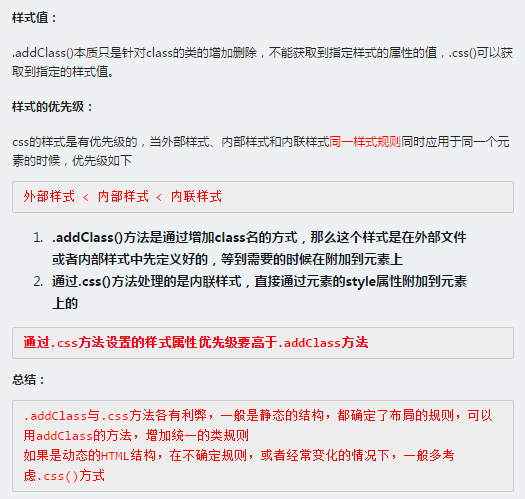 样式值：
.addClass()本质只是针对class的类的增加删除，不能获取到指定样式的属性的值，.css()可以获
取到指定的样式值。
样式的优先级：
css的样式是有优先级的，当外部样式、内部样式和内联样式同一样式规则同时应用于同一个元
素的时候，优先级如下
外部样式 < 内部样式 < 内联样式
1. .addClass()方法是通过增加class名的方式，那么这个样式是在外部文件
或者内部样式中先定义好的，等到需要的时候在附加到元素上
2. 通过.css()方法处理的是内联样式，直接通过元素的style属性附加到元素
上的
通过.css方法设置的样式属性优先级要高于.addClass方法
总结：
.addClass与.css方法各有利弊，一般是静态的结构，都确定了布局的规则，可以
用addClass的方法，增加统一的类规则
如果是动态的HTML结构，在不确定规则，或者经常变化的情况下，一般多考
虑.css()方式